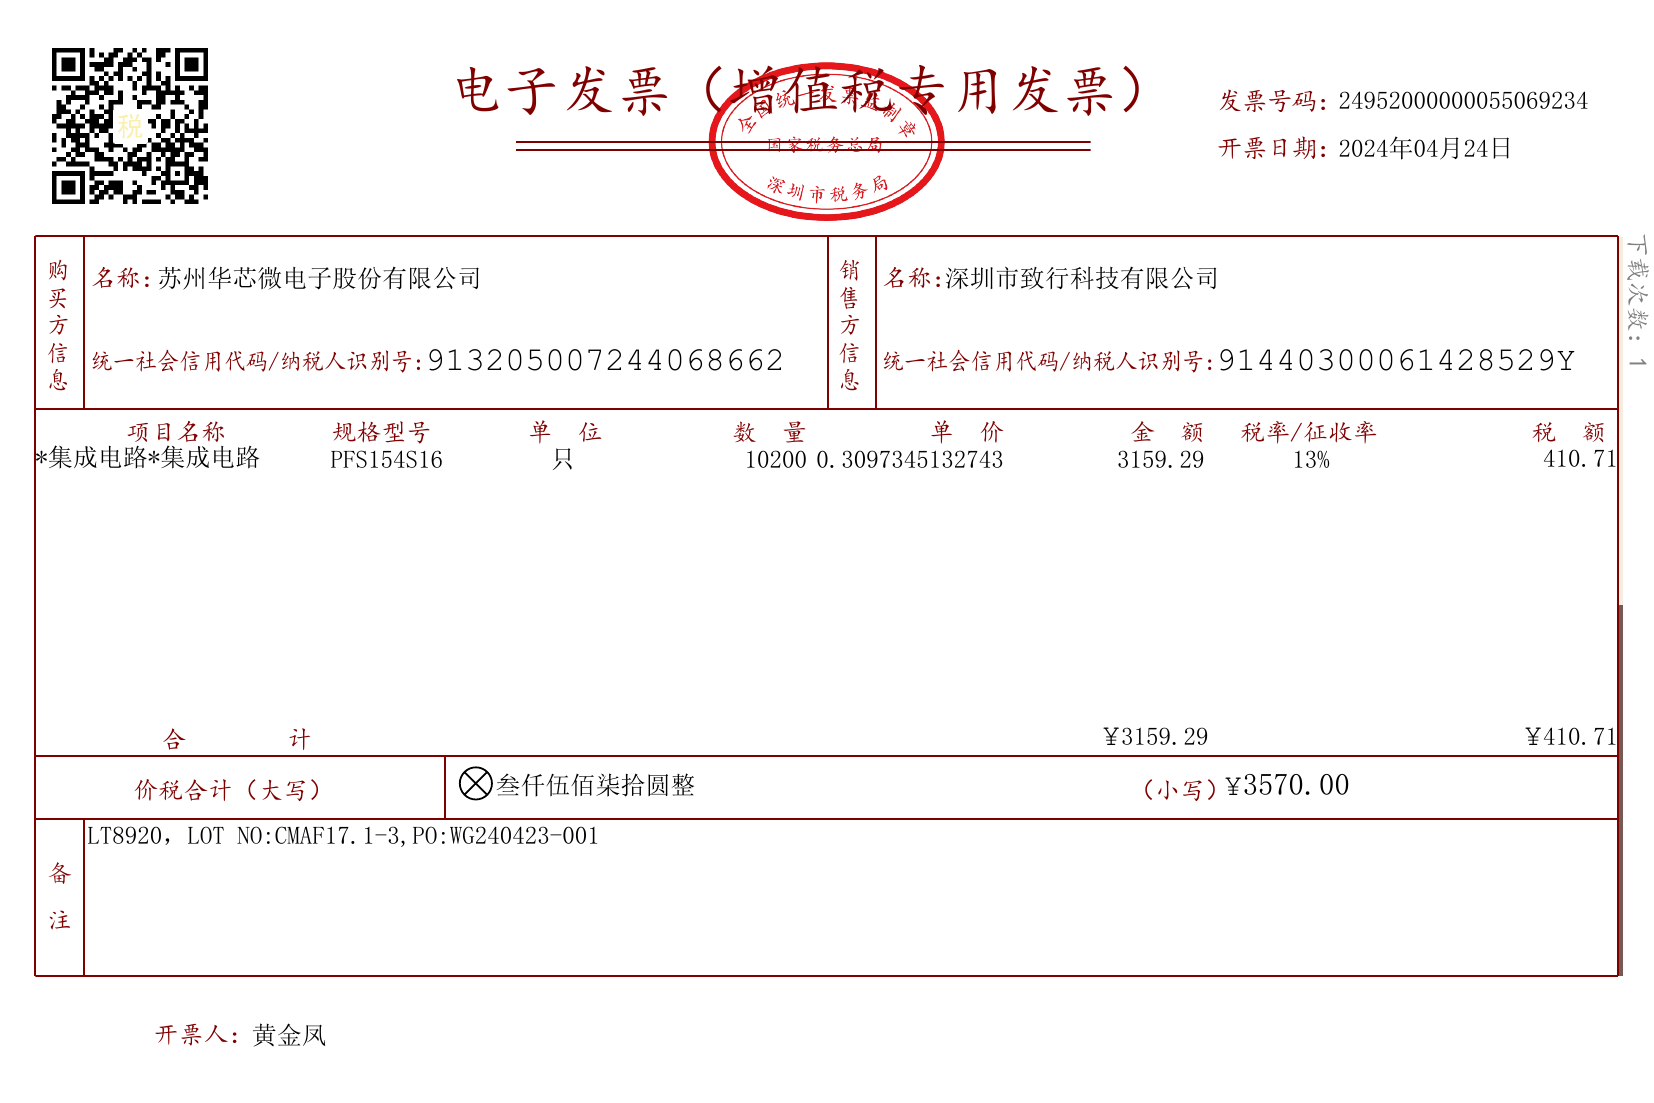 电子发票（增值税专用发票）
全国统一发票监制章
国家税务总局
深圳市税务局
税
发票号码：24952000000055069234
开票日期：2024年04月24日
下载次数：1
购买方信息
名称：苏州华芯微电子股份有限公司
统一社会信用代码/纳税人识别号：913205007244068662
销售方信息
名称：深圳市致行科技有限公司
统一社会信用代码/纳税人识别号：91440300061428529Y
项目名称 规格型号 单 位 数 量 单 价 金 额 税率/征收率 税 额
*集成电路*集成电路 PFS154S16 只 10200 0.3097345132743 3159.29 13% 410.71
合 计 ¥3159.29 ¥410.71
价税合计（大写） 叁仟伍佰柒拾圆整 （小写）¥3570.00
备注
LT8920，LOT NO:CMAF17.1-3,PO:WG240423-001
开票人：黄金凤